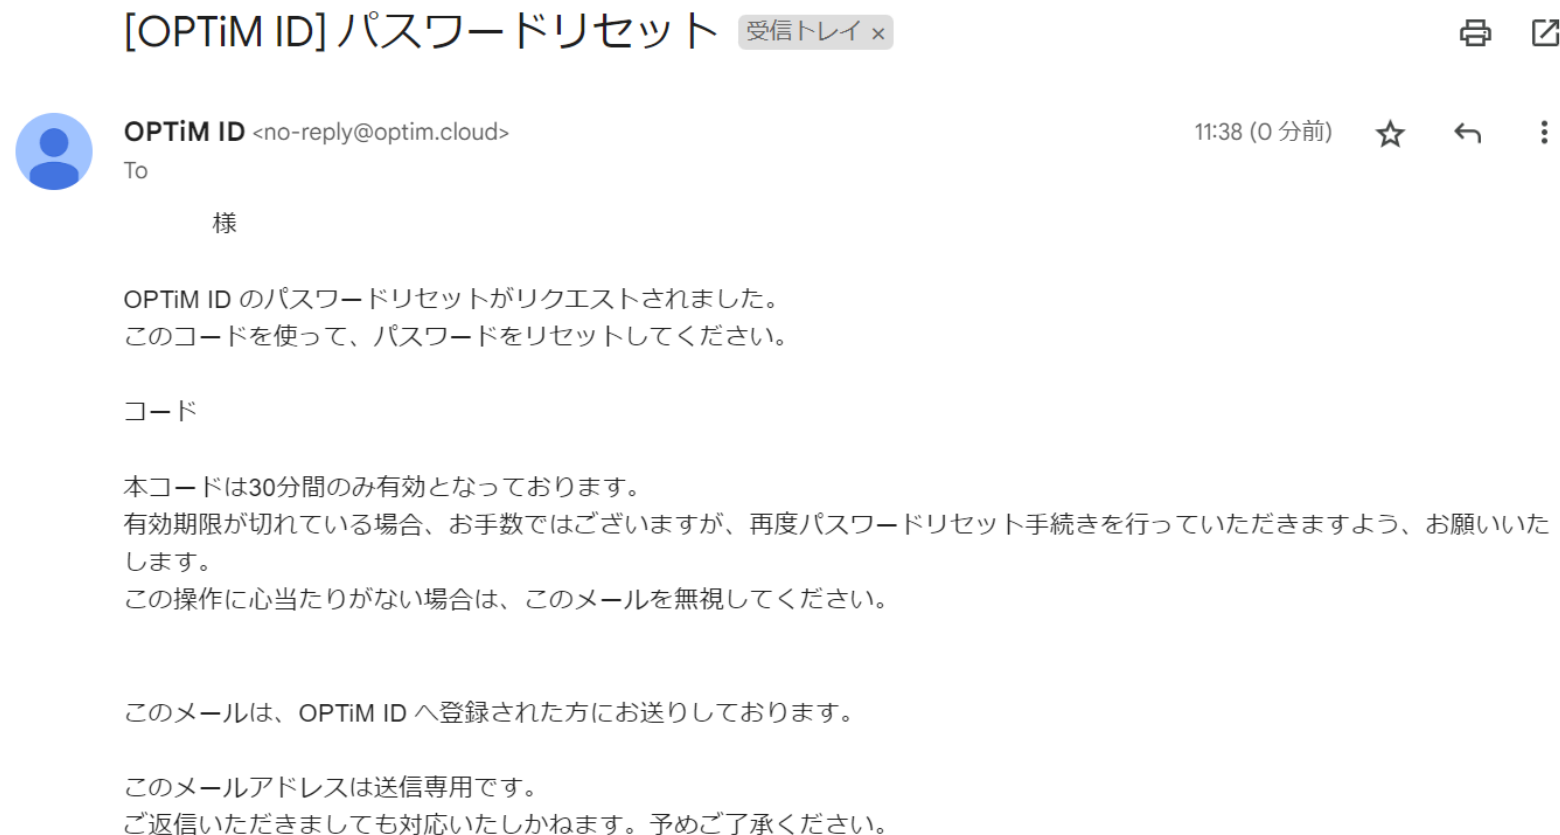 [OPTiM ID] パスワードリセット 受信トレイ ×
OPTiM ID <no-reply@optim.cloud> 11:38 (0 分前)
To
様
OPTiM ID のパスワードリセットがリクエストされました。
このコードを使って、パスワードをリセットしてください。
コード
本コードは30分間のみ有効となっております。
有効期限が切れている場合、お手数ではございますが、再度パスワードリセット手続きを行っていただきますよう、お願いいた
します。
この操作に心当たりがない場合は、このメールを無視してください。
このメールは、OPTiM ID へ登録された方にお送りしております。
このメールアドレスは送信専用です。
ご返信いただきましても対応いたしかねます。予めご了承ください。